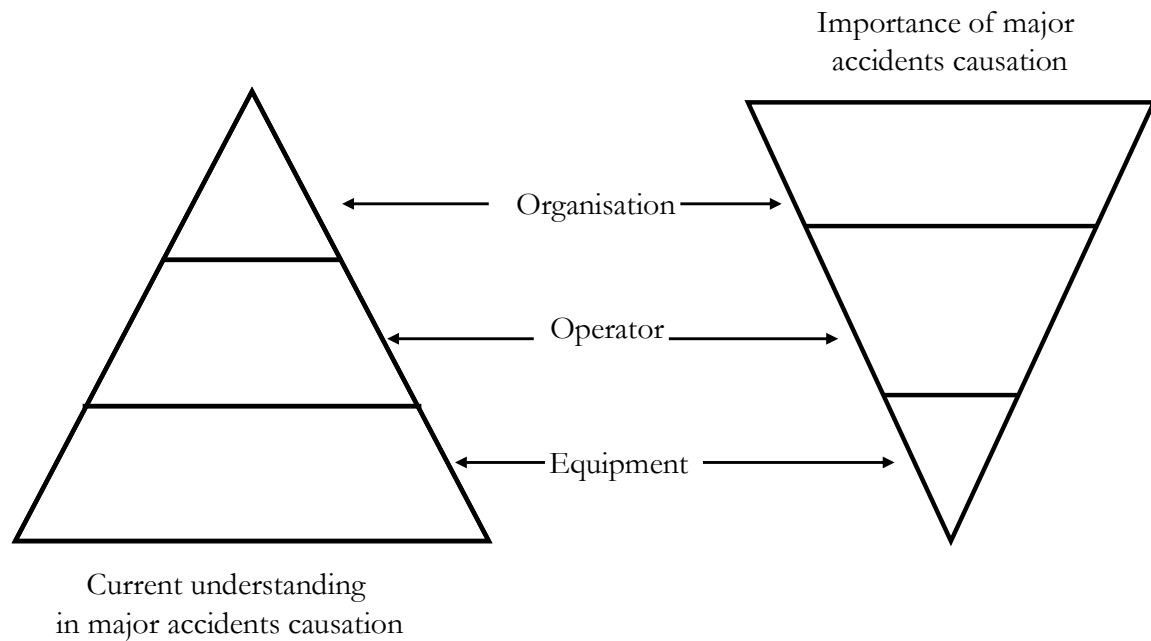 Importance of major
accidents causation
Organisation
Operator
Equipment
Current understanding
in major accidents causation